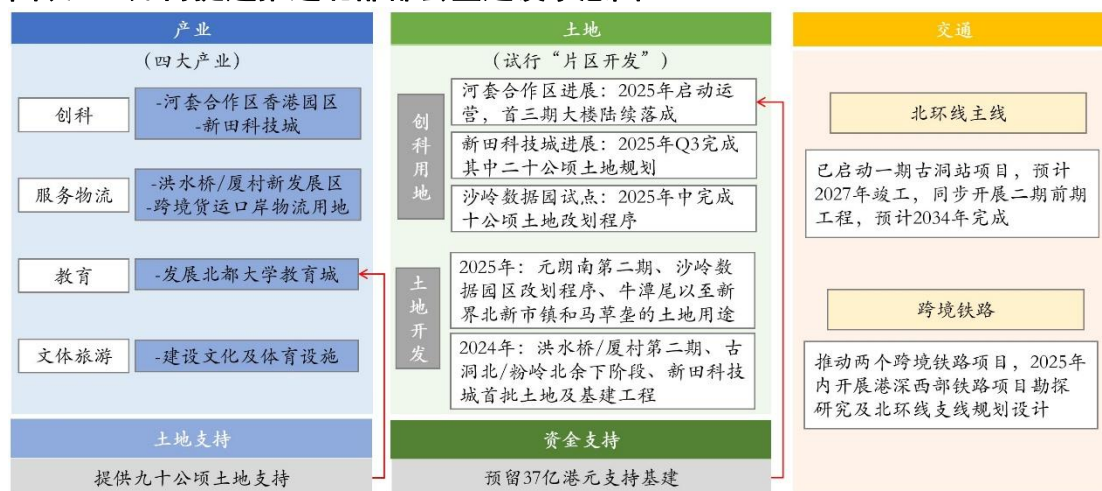 产业
(四大产业)
创科
-河套合作区香港园区
-新田科技城
服务物流
-洪水桥/厦村新发展区
-跨境货运口岸物流用地
教育
-发展北都大学教育城
文体旅游
-建设文化及体育设施
土地支持
提供九十公顷土地支持
土地
(试行“片区开发”)
创科用地
河套合作区进展：2025年启动运
营，首三期大楼陆续落成
新田科技城进展：2025年Q3完成
其中二十公顷土地规划
沙岭数据园试点：2025年中完成
十公顷土地改划程序
土地开发
2025年：元朗南第二期、沙岭数
据园区改划程序、牛潭尾以至新
界北新市镇和马草垄的土地用途
2024年：洪水桥/厦村第二期、古
洞北/粉岭北余下阶段、新田科技
城首批土地及基建工程
资金支持
预留37亿港元支持基建
交通
北环线主线
已启动一期古洞站项目，预计
2027年竣工，同步开展二期前期
工程，预计2034年完成
跨境铁路
推动两个跨境铁路项目，2025年
内开展港深西部铁路项目勘探
研究及北环线支线规划设计